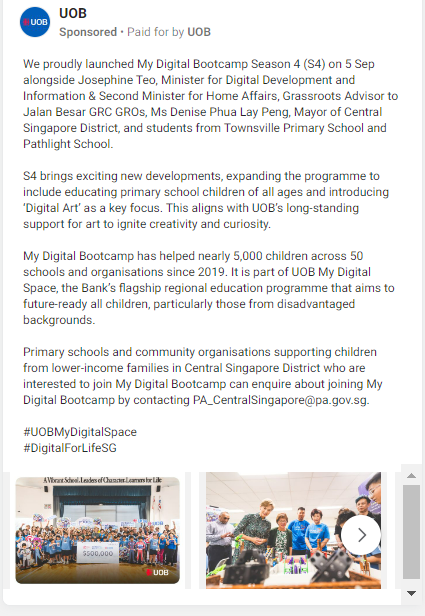 UOB
UOB
Sponsored · Paid for by UOB
We proudly launched My Digital Bootcamp Season 4 (S4) on 5 Sep
alongside Josephine Teo, Minister for Digital Development and
Information & Second Minister for Home Affairs, Grassroots Advisor to
Jalan Besar GRC GROs, Ms Denise Phua Lay Peng, Mayor of Central
Singapore District, and students from Townsville Primary School and
Pathlight School.
S4 brings exciting new developments, expanding the programme to
include educating primary school children of all ages and introducing
‘Digital Art’ as a key focus. This aligns with UOB’s long-standing
support for art to ignite creativity and curiosity.
My Digital Bootcamp has helped nearly 5,000 children across 50
schools and organisations since 2019. It is part of UOB My Digital
Space, the Bank’s flagship regional education programme that aims to
future-ready all children, particularly those from disadvantaged
backgrounds.
Primary schools and community organisations supporting children
from lower-income families in Central Singapore District who are
interested to join My Digital Bootcamp can enquire about joining My
Digital Bootcamp by contacting PA_CentralSingapore@pa.gov.sg.
#UOBMyDigitalSpace
#DigitalForLifeSG
A Vibrant School, Leaders of Character, Learners for Life
$500,000
UOB